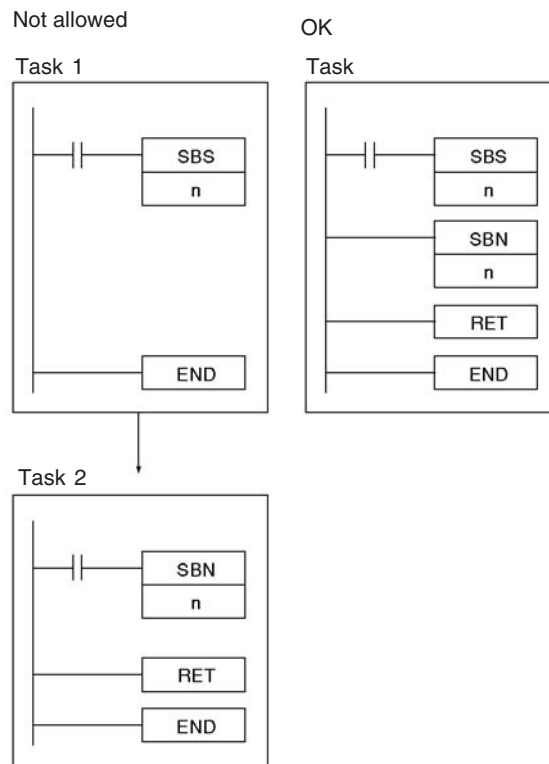 Not allowed
Task 1
SBS
n
END
Task 2
SBN
n
RET
END
OK
Task
SBS
n
SBN
n
RET
END